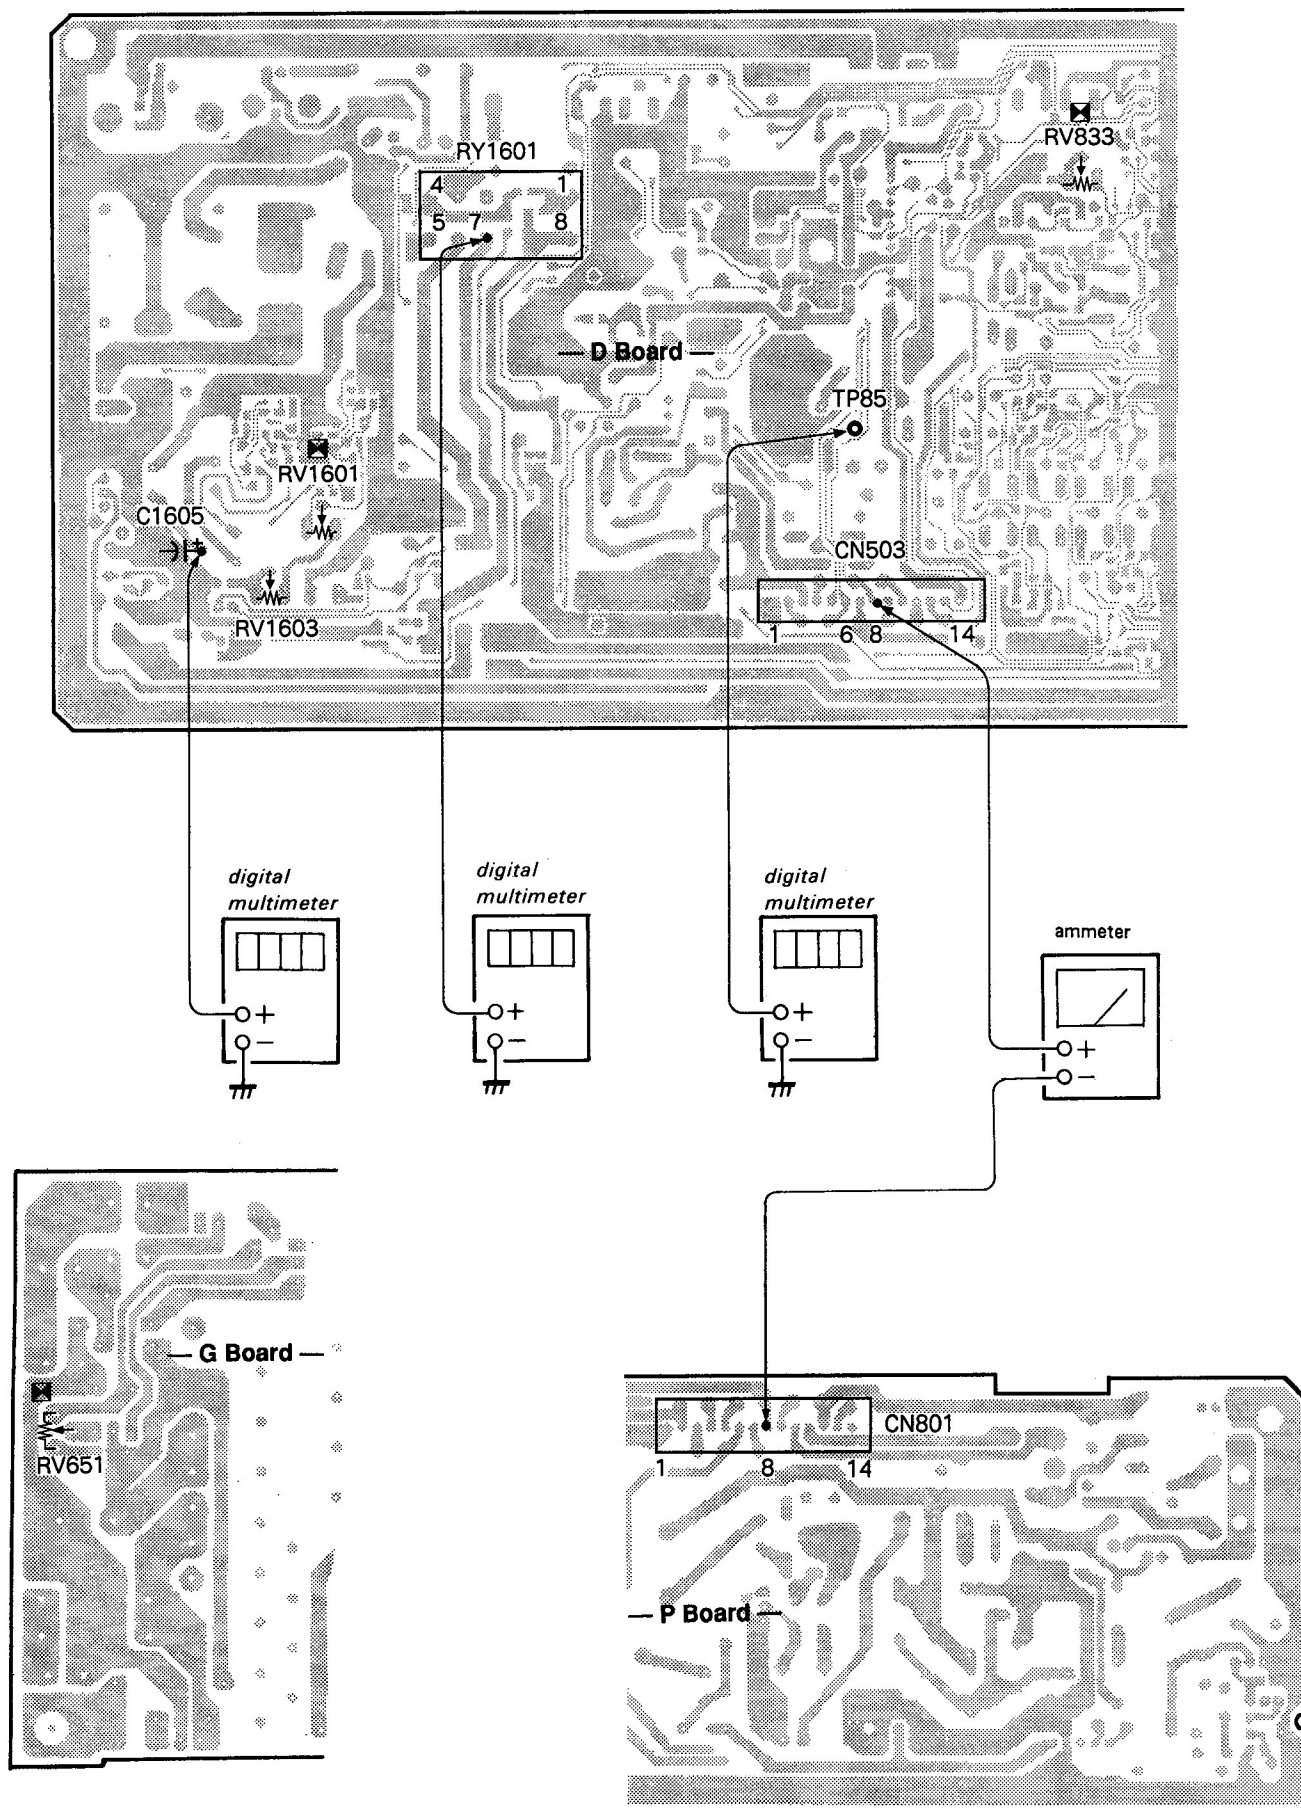 RV833
RY1601
4 1
5 7 8
— D Board —
TP85
RV1601
C1605
+
CN503
RV1603
1 6 8 14
digital
multimeter
+
−
digital
multimeter
+
−
digital
multimeter
+
−
ammeter
+
−
— G Board —
RV651
CN801
1 8 14
— P Board —